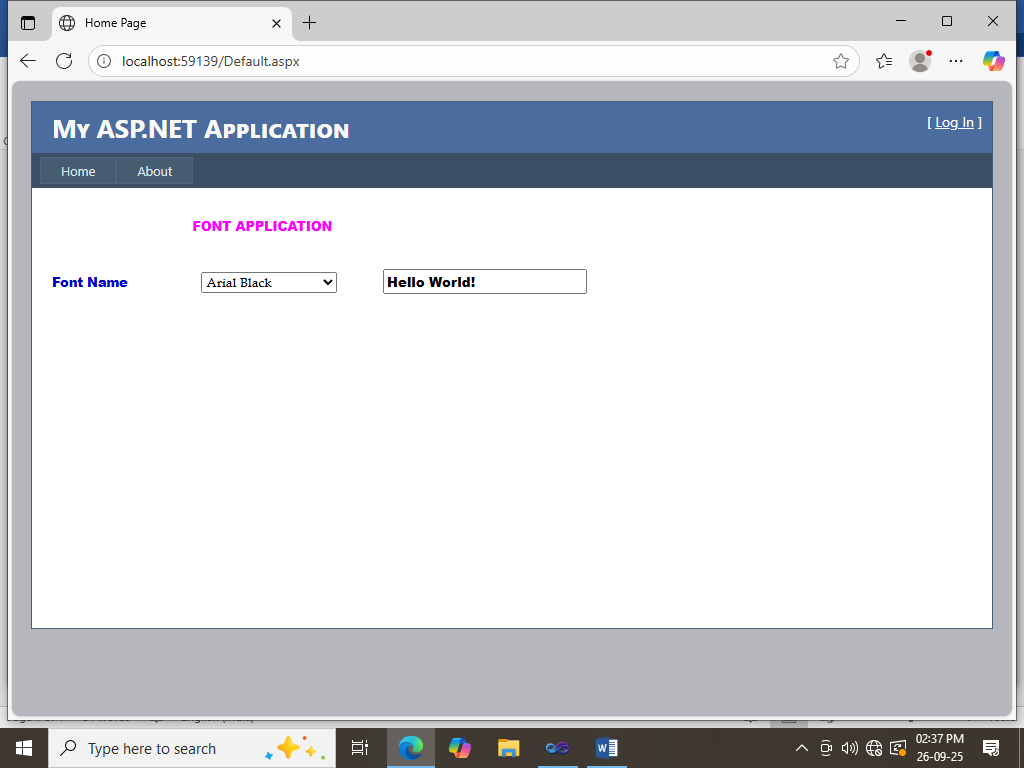 Home Page
localhost:59139/Default.aspx
My ASP.NET Application
[ Log In ]
Home About
FONT APPLICATION
Font Name Arial Black Hello World!
Type here to search
02:37 PM
26-09-25